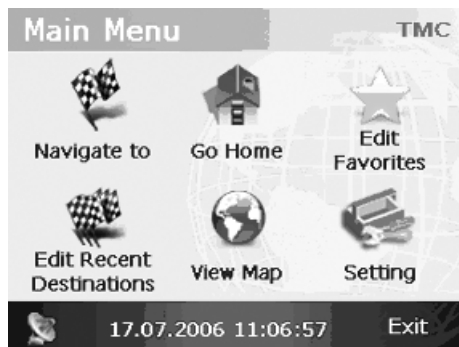 Main Menu TMC
Navigate to
Go Home
Edit
Favorites
Edit Recent
Destinations
View Map
Setting
17.07.2006 11:06:57 Exit